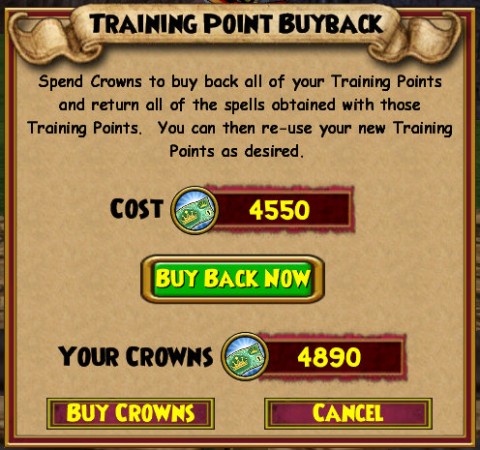 Training Point Buyback
Spend Crowns to buy back all of your Training Points
and return all of the spells obtained with those
Training Points. You can then re-use your new Training
Points as desired.
Cost 4550
Buy Back Now
Your Crowns 4890
Buy Crowns Cancel